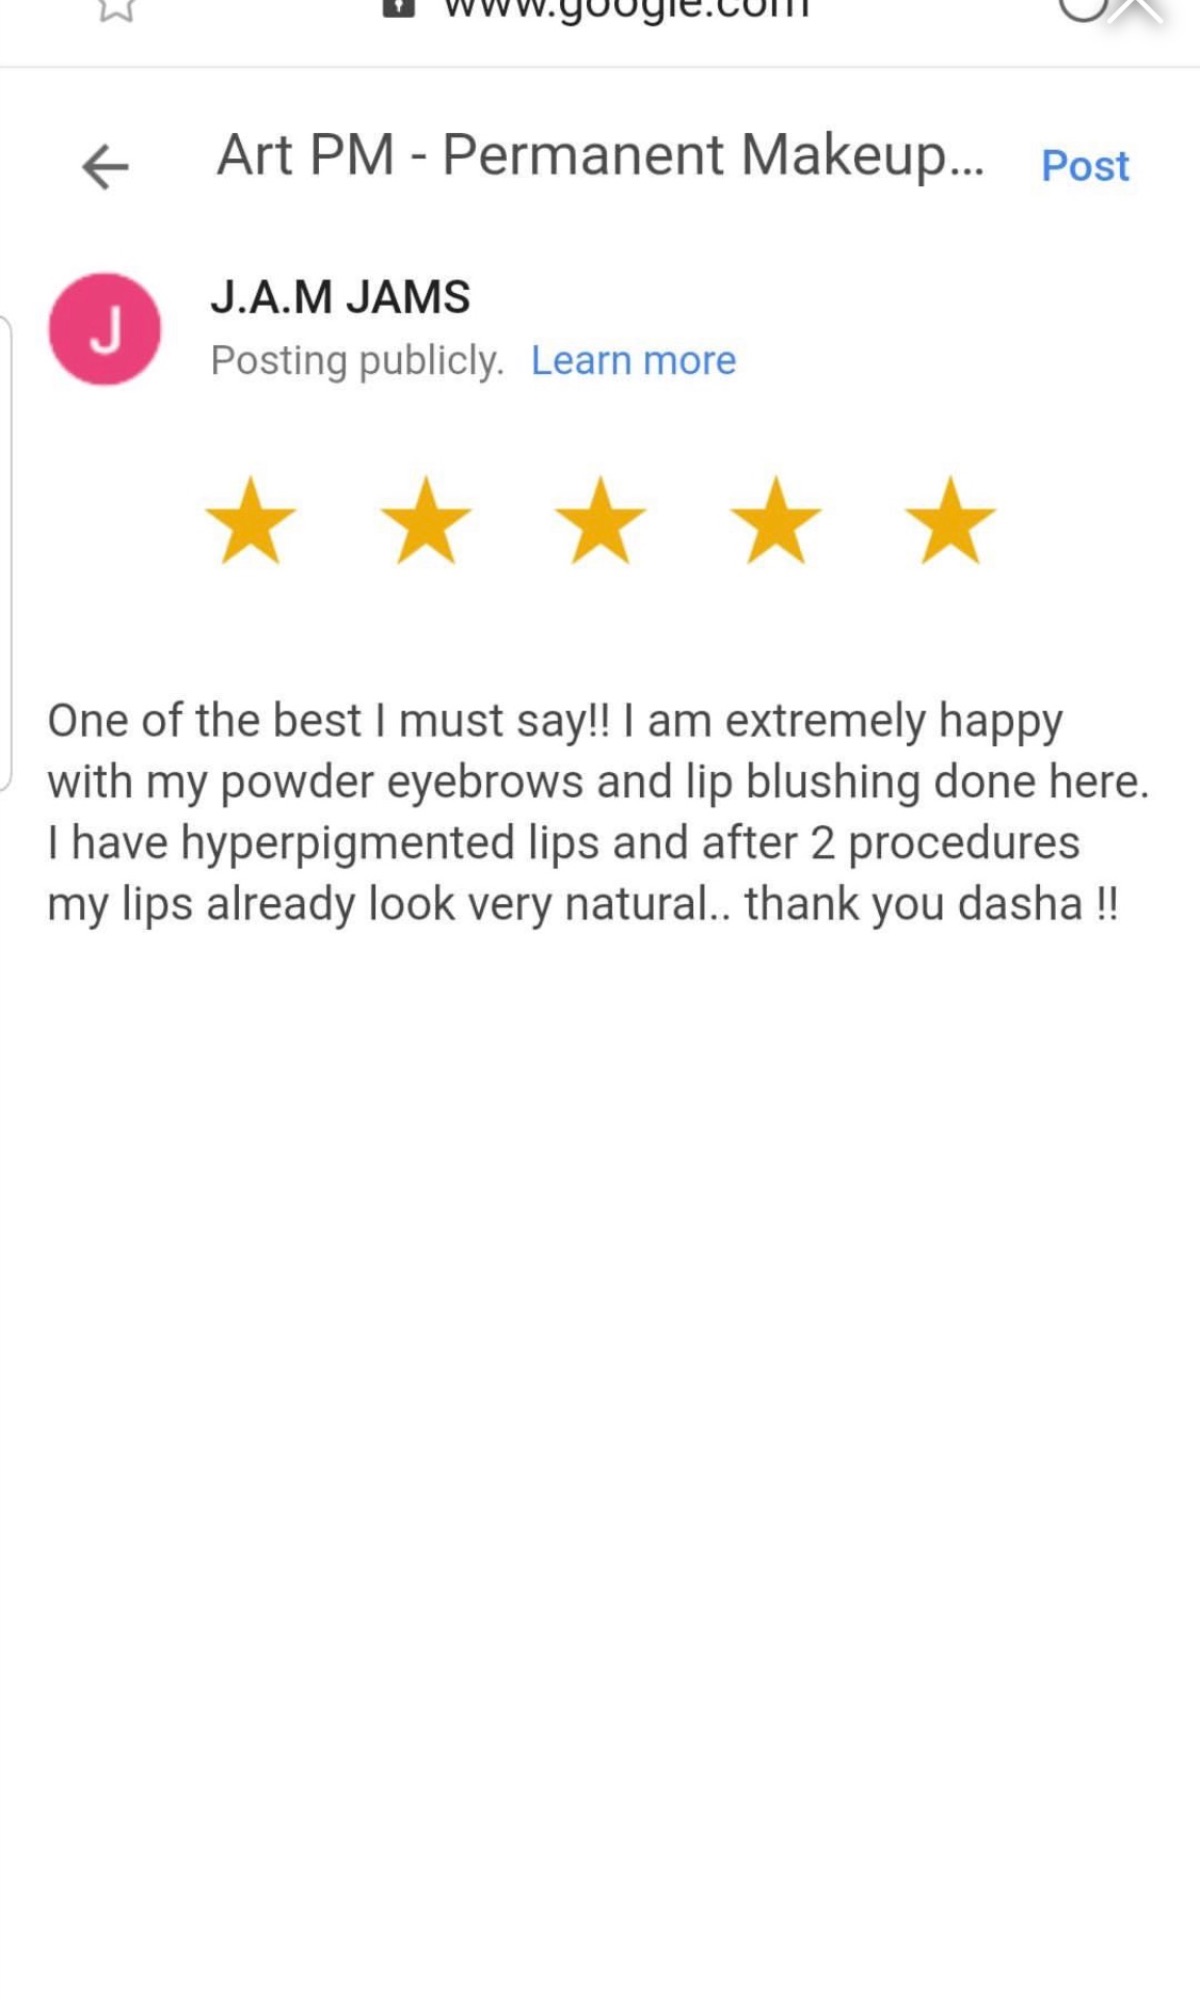 www.google.com
Art PM - Permanent Makeup...
Post
J
J.A.M JAMS
Posting publicly. Learn more
One of the best I must say!! I am extremely happy
with my powder eyebrows and lip blushing done here.
I have hyperpigmented lips and after 2 procedures
my lips already look very natural.. thank you dasha !!